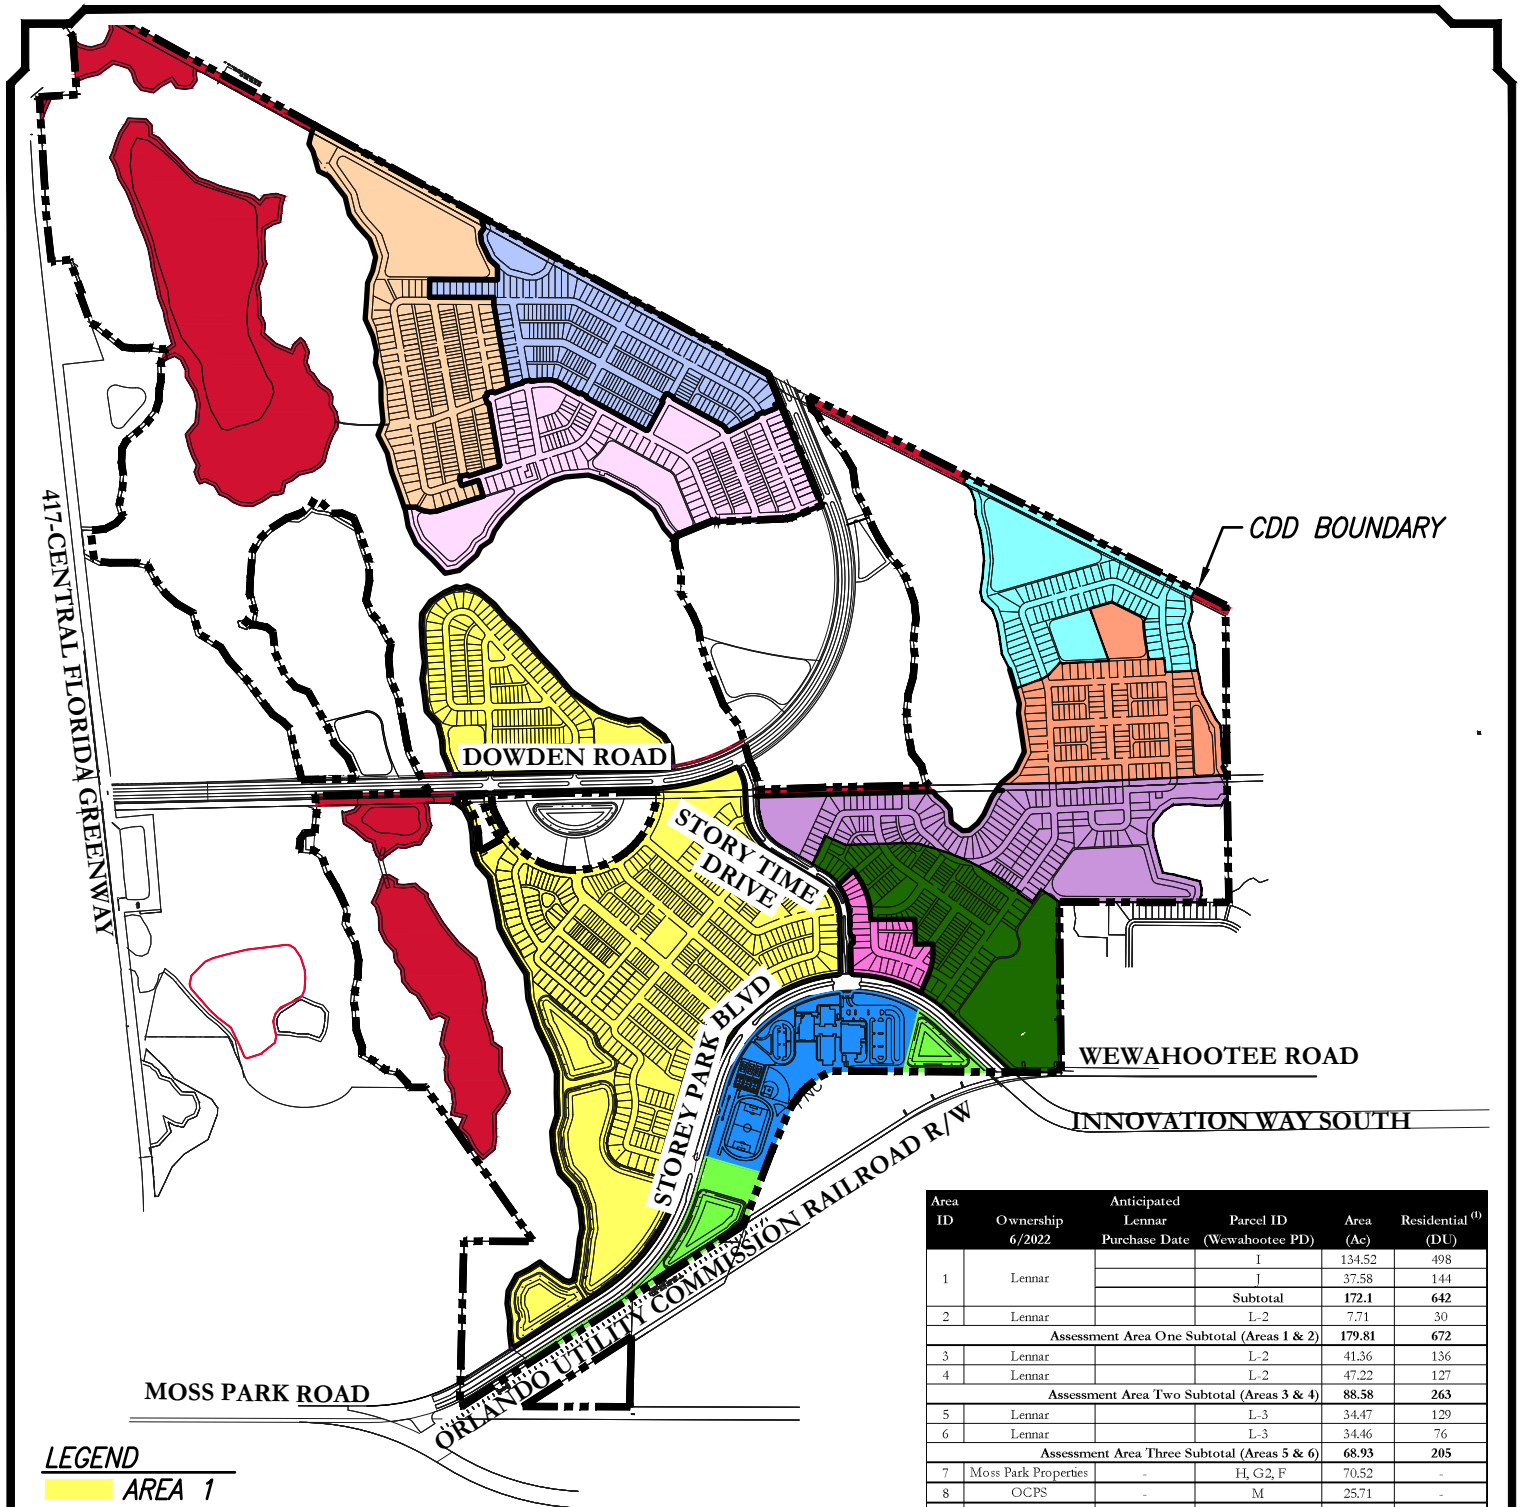 CDD BOUNDARY
417-CENTRAL FLORIDA GREENWAY
DOWDEN ROAD
STORY TIME
DRIVE
STOREY PARK BLVD
WEWAHOOTEE ROAD
INNOVATION WAY SOUTH
ORLANDO UTILITY COMMISSION RAILROAD R/W
MOSS PARK ROAD
LEGEND
AREA 1
Area ID Ownership 6/2022 Anticipated Lennar Purchase Date Parcel ID (Wewahootee PD) Area (Ac) Residential (1) (DU)
1 Lennar I 134.52 498
J 37.58 144
Subtotal 172.1 642
2 Lennar L-2 7.71 30
Assessment Area One Subtotal (Areas 1 & 2) 179.81 672
3 Lennar L-2 41.36 136
4 Lennar L-2 47.22 127
Assessment Area Two Subtotal (Areas 3 & 4) 88.58 263
5 Lennar L-3 34.47 129
6 Lennar L-3 34.46 76
Assessment Area Three Subtotal (Areas 5 & 6) 68.93 205
7 Moss Park Properties - H, G2, F 70.52 -
8 OCPS - M 25.71 -